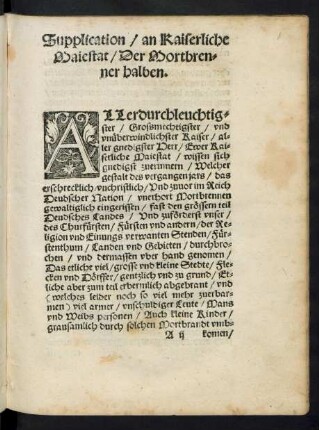 Supplication / an Kaiserliche
Maiestat / Der Mortbren-
ner halben.
ALLerdurchleuchtig-
ster / Großmechtigster / vnd
vnüberwindlichster Kaiser / al-
ler gnedigster Herr / Ewer Kai-
serliche Maiestat / wissen sich
gnedigst zuerinnern / Welcher
gestalt des vergangen jars / das
erschrecklich / vnchristlich / Vnd zuuor im Reich
Deudscher Nation / vnerhort Mortbrennen
gewaltiglich eingerissen / fast den grössern teil
Deudsches Landes / Vnd zuförderst vnser /
des Churfürsten / Fürsten vnd andern / der Re-
ligion vnd Einungs verwanten Stenden / Für-
stenthum / Landen vnd Gebieten / durchbro-
chen / vnd dermassen vber hand genomen /
Das etliche viel / grosse vnd kleine Stedte / Fle-
cken vnd Dörffer / gentzlich vnd zu grund / Et-
liche aber zum teil erbermlich abgebrant / vnd
( welches leider noch so viel mehr zuerbar-
men ) viel armer / vnschüldiger Leute / Mans
vnd Weibs personen / Auch kleine Kinder /
grausamlich durch solchen Mortbrandt vmb-
A ij komen /